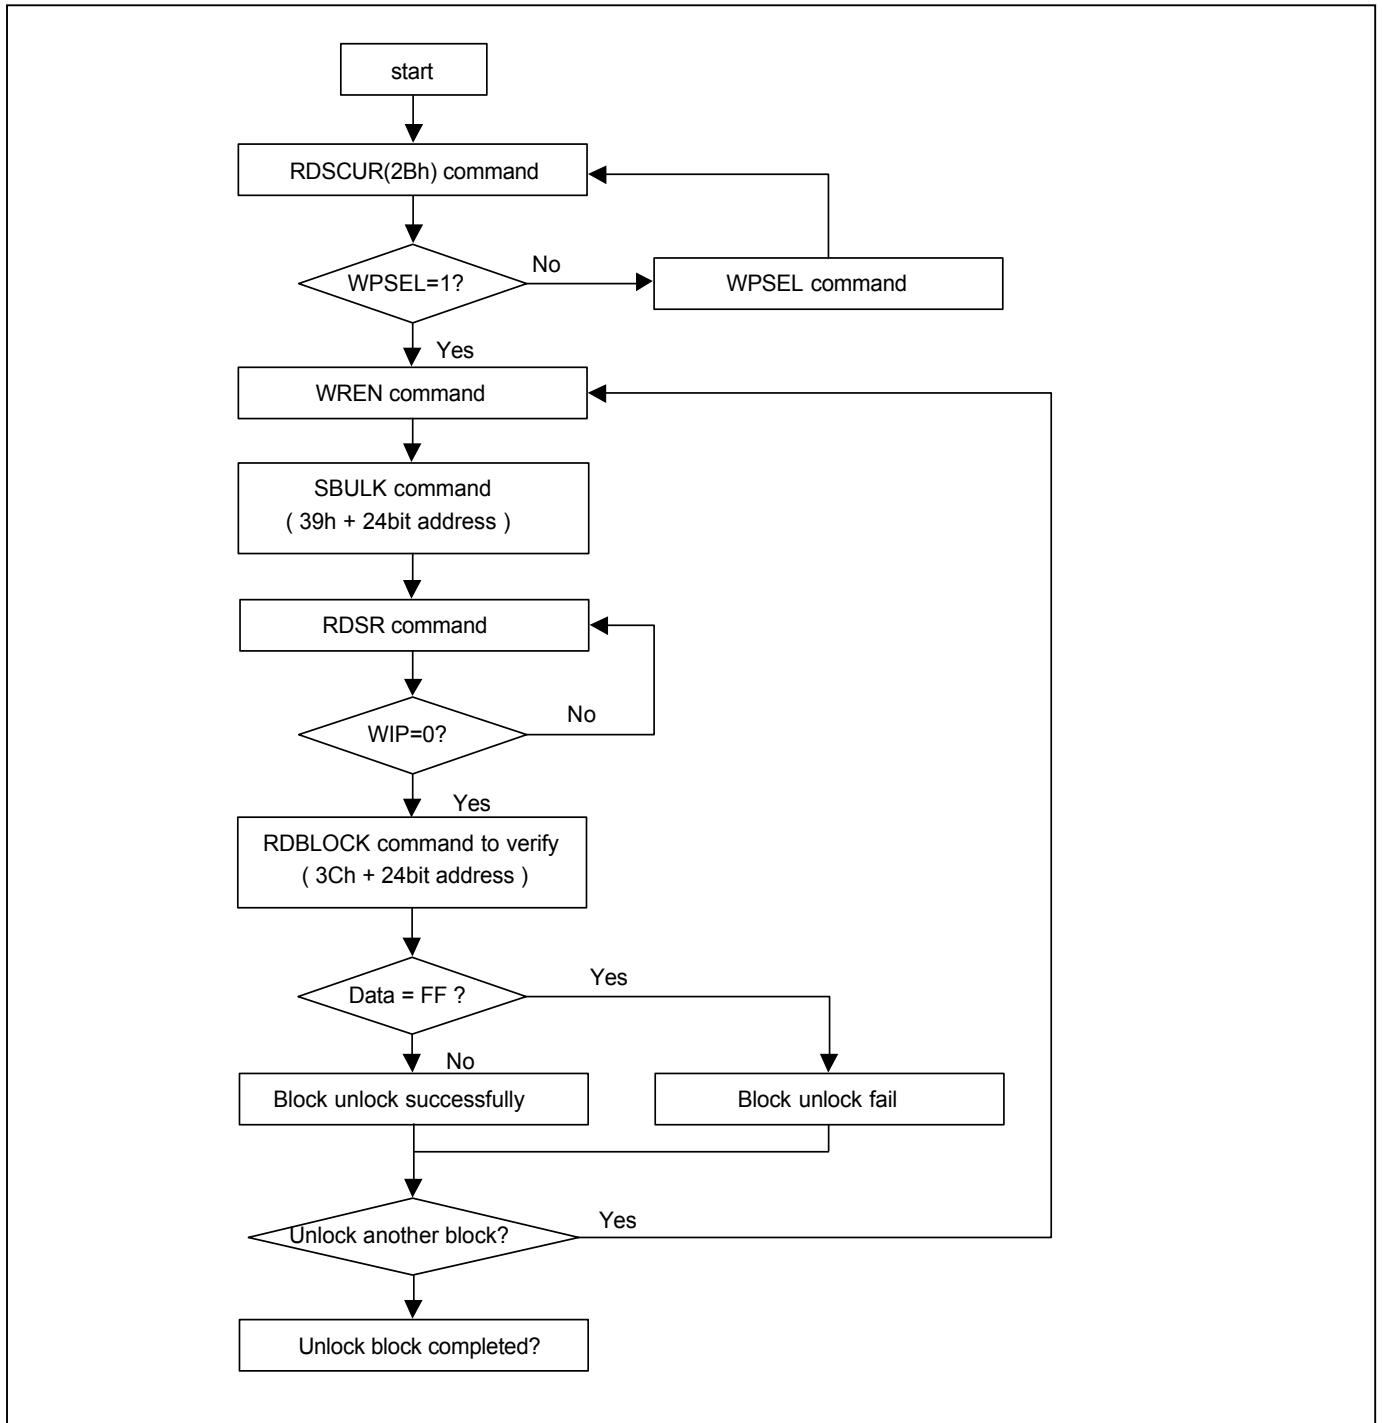 start
RDSCUR(2Bh) command
WPSEL=1?
No
WPSEL command
Yes
WREN command
SBULK command
( 39h + 24bit address )
RDSR command
WIP=0?
No
Yes
RDBLOCK command to verify
( 3Ch + 24bit address )
Data = FF ?
Yes
No
Block unlock successfully
Block unlock fail
Unlock another block?
Yes
Unlock block completed?